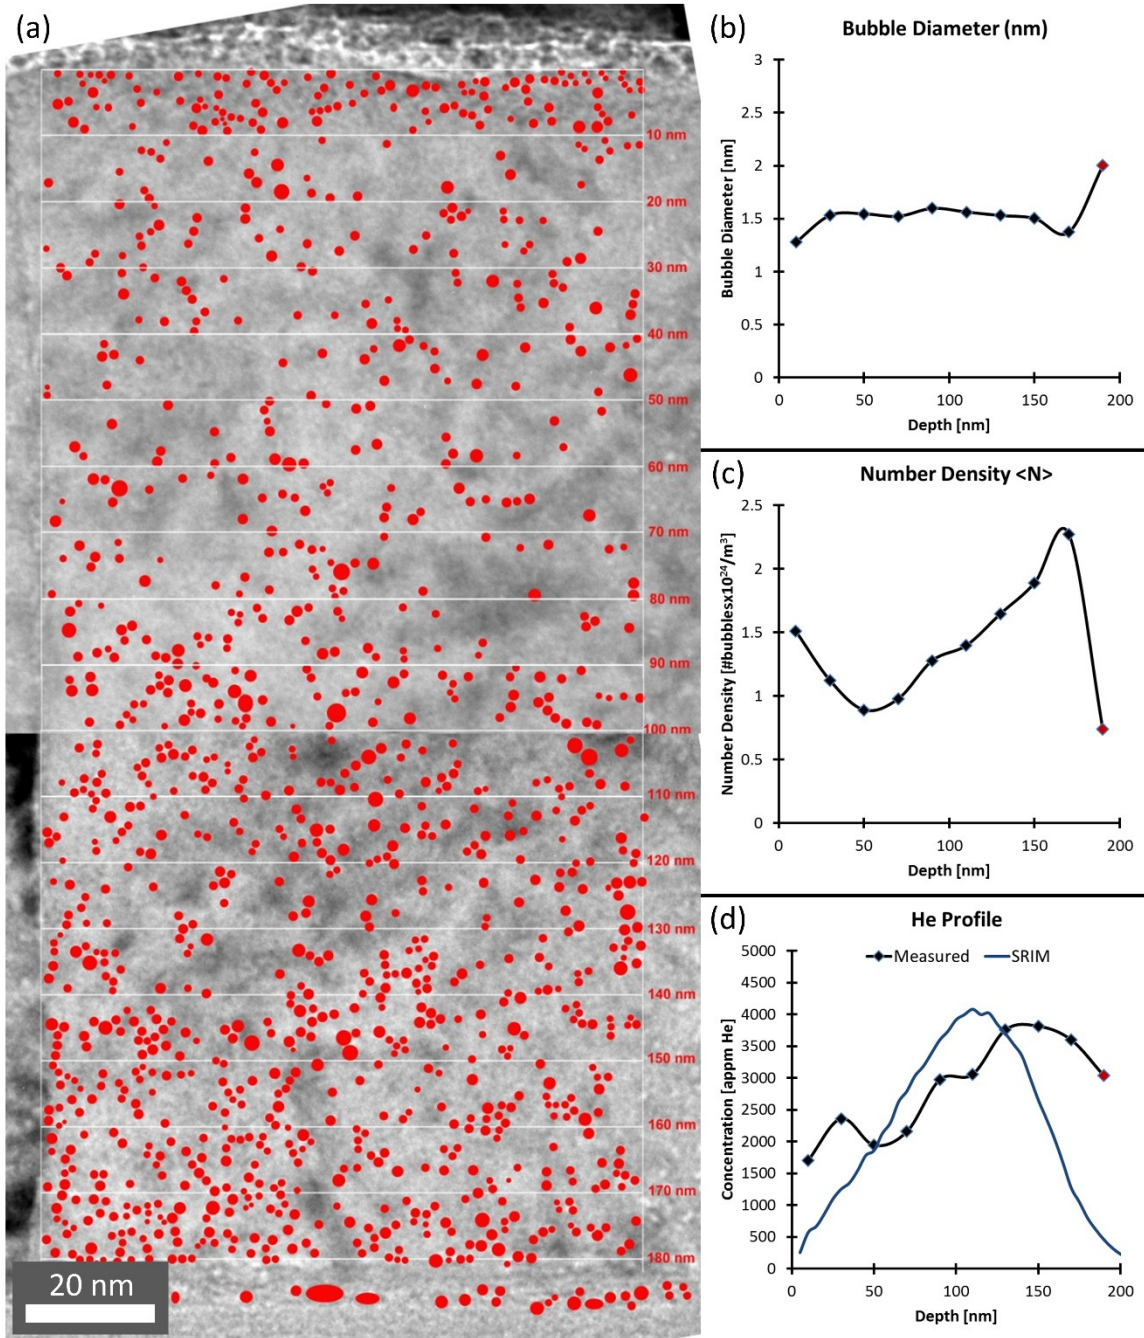 (a)
10 nm
20 nm
30 nm
40 nm
50 nm
60 nm
70 nm
80 nm
90 nm
100 nm
110 nm
120 nm
130 nm
140 nm
150 nm
160 nm
170 nm
180 nm
20 nm
(b)
Bubble Diameter (nm)
Bubble Diameter [nm]
3
2.5
2
1.5
1
0.5
0
0
50
100
150
200
Depth [nm]
(c)
Number Density <N>
Number Density [#bubblesx10²⁴/m³]
2.5
2
1.5
1
0.5
0
0
50
100
150
200
Depth [nm]
(d)
He Profile
Measured
SRIM
Concentration [appm He]
5000
4500
4000
3500
3000
2500
2000
1500
1000
500
0
0
50
100
150
200
Depth [nm]